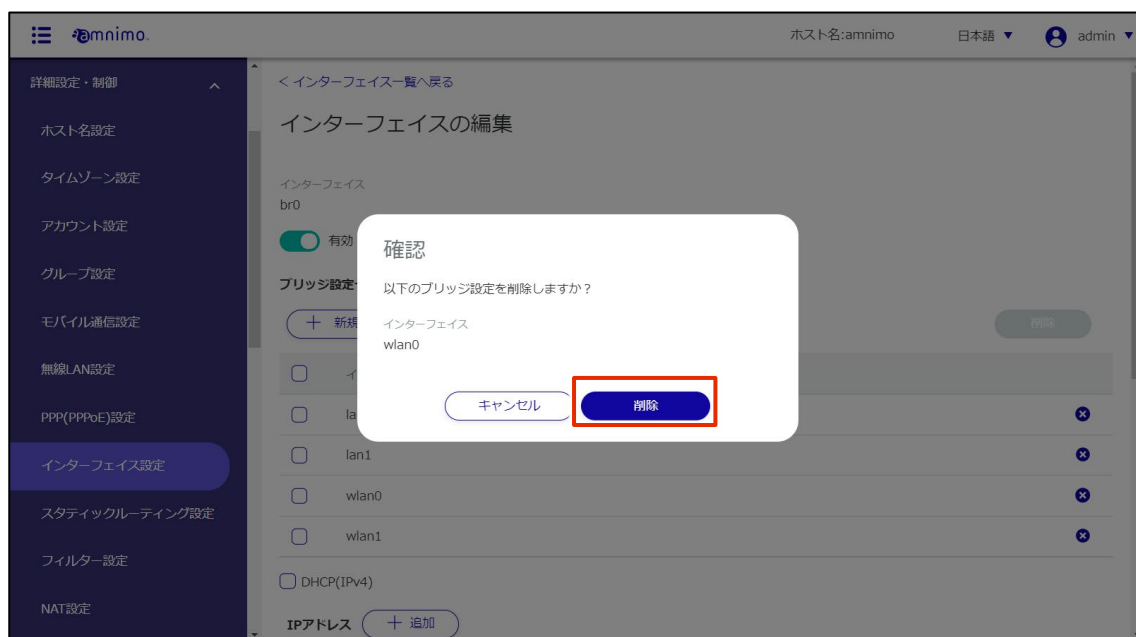 amnimo.
ホスト名:amnimo
日本語 ▼
admin ▼
詳細設定・制御
ホスト名設定
タイムゾーン設定
アカウント設定
グループ設定
モバイル通信設定
無線LAN設定
PPP(PPPoE)設定
インターフェイス設定
スタティックルーティング設定
フィルター設定
NAT設定
< インターフェイス一覧へ戻る
インターフェイスの編集
インターフェイス
br0
有効
ブリッジ設定
+ 新規
削除
確認
以下のブリッジ設定を削除しますか？
インターフェイス
wlan0
キャンセル
削除
イ
la
lan1
wlan0
wlan1
DHCP(IPv4)
IPアドレス
+ 追加